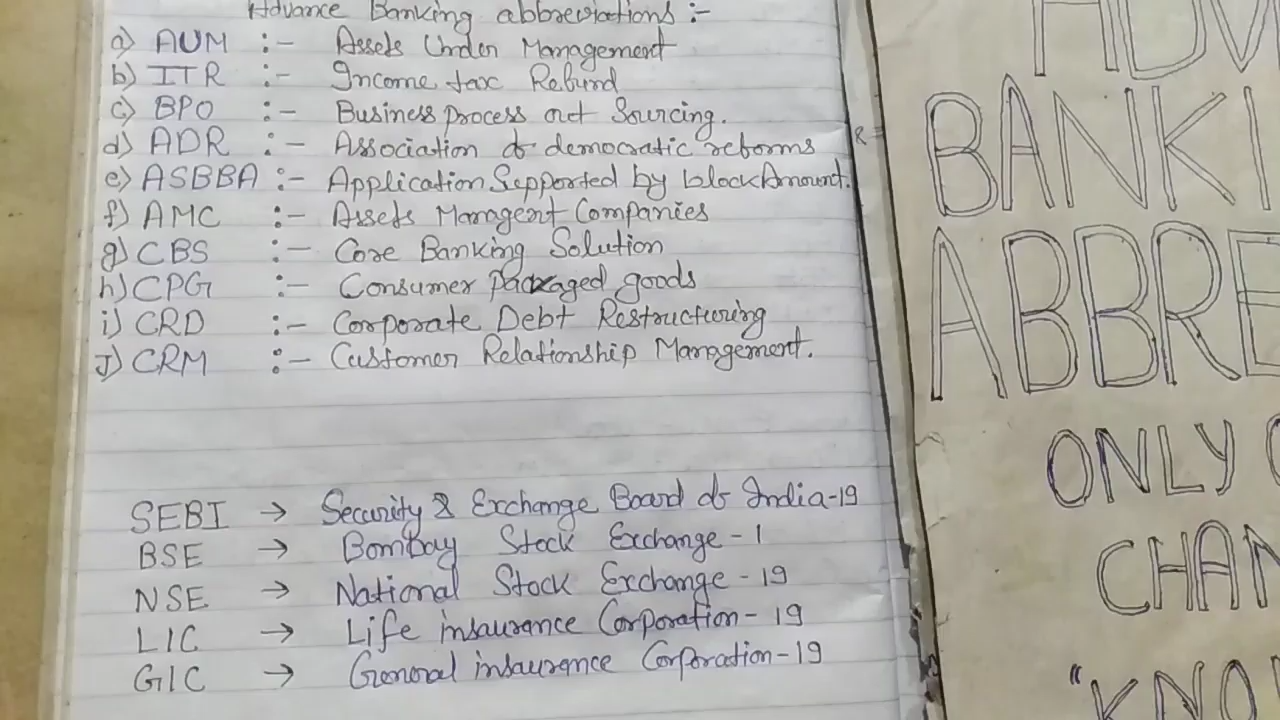 Advance Banking abbreviations :-
a) AUM :- Assets Under Management
b) ITR :- Income tax Refund
c) BPO :- Business Process out Sourcing.
d) ADR :- Association of democratic reforms
e) ASBBA :- Application Supported by block Amount.
f) AMC :- Assets Managent Companies
g) CBS :- Core Banking Solution
h) CPG :- Consumer packaged goods
i) CRD :- Corporate Debt Restructuring
J) CRM :- Customer Relationship Management.
SEBI → Security & Exchange Board of India-19
BSE → Bombay Stock Exchange - 1
NSE → National Stock Exchange - 19
LIC → Life insaurance Corporation - 19
GIC → General insaurance Corporation - 19
ADV
BANKI
ABBRE
ONLY
CHAN
"KNO